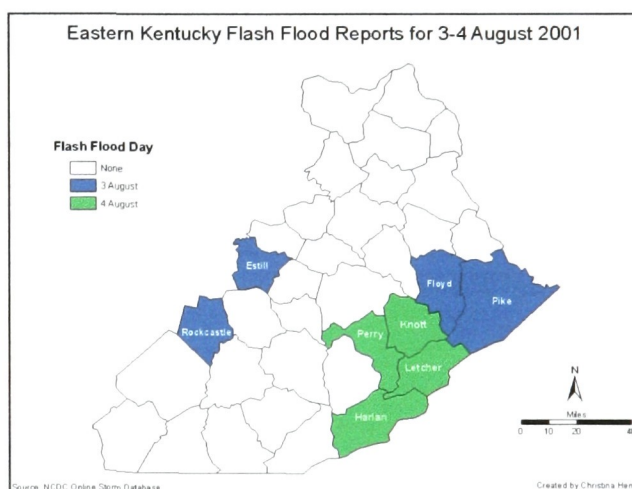 Eastern Kentucky Flash Flood Reports for 3-4 August 2001
Flash Flood Day
None
3 August
4 August
Estill
Floyd
Pike
Rockcastle
Perry
Knott
Letcher
Harlan
N
Miles
0 10 20 40
Source: NCDC Online Storm Database
Created by Christina Hen